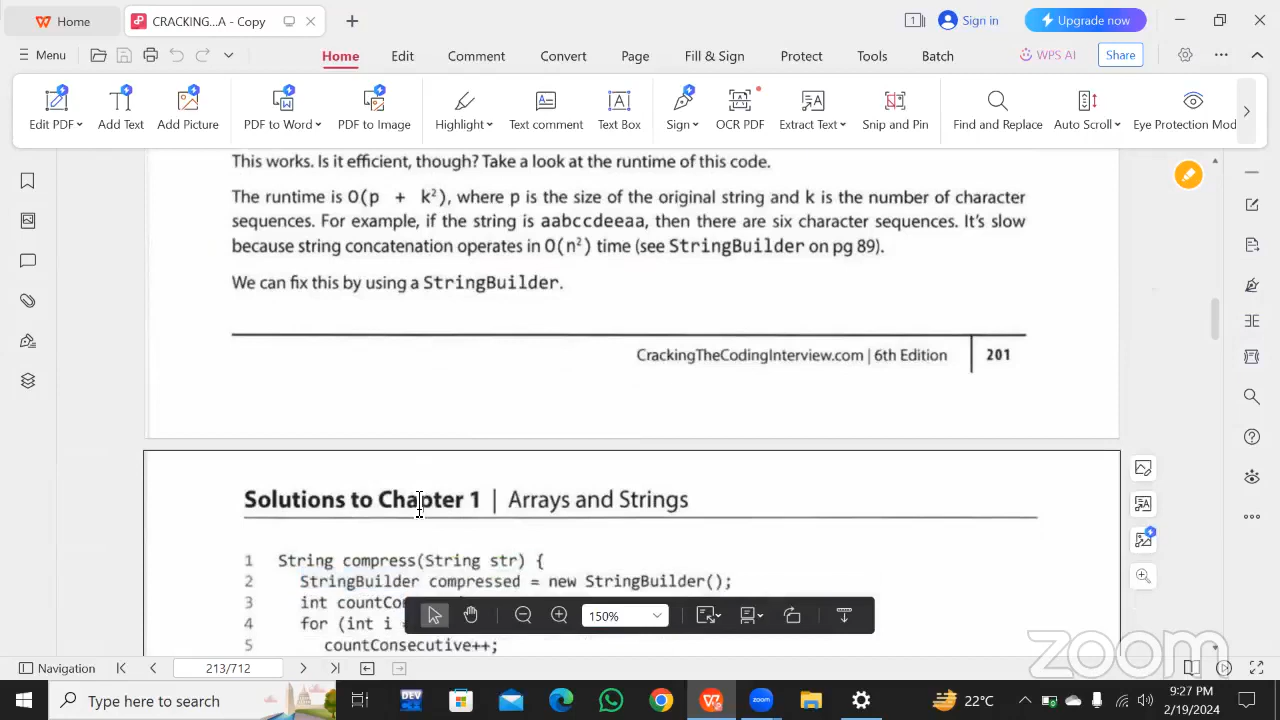 Home
CRACKING...A - Copy
1
Sign in
Upgrade now
Menu
Home
Edit
Comment
Convert
Page
Fill & Sign
Protect
Tools
Batch
WPS AI
Share
Edit PDF
Add Text
Add Picture
PDF to Word
PDF to Image
Highlight
Text comment
Text Box
Sign
OCR PDF
Extract Text
Snip and Pin
Find and Replace
Auto Scroll
Eye Protection Mod
This works. Is it efficient, though? Take a look at the runtime of this code.
The runtime is O(p + k²), where p is the size of the original string and k is the number of character
sequences. For example, if the string is aabccdeeaa, then there are six character sequences. It's slow
because string concatenation operates in O(n²) time (see StringBuilder on pg 89).
We can fix this by using a StringBuilder.
CrackingTheCodingInterview.com | 6th Edition 201
Solutions to Chapter 1 | Arrays and Strings
1 String compress(String str) {
2 StringBuilder compressed = new StringBuilder();
3 int countCo
4 for (int i =
5 countConsecutive++;
150%
zoom
Navigation
213/712
Type here to search
DEV
zoom
22°C
9:27 PM
2/19/2024